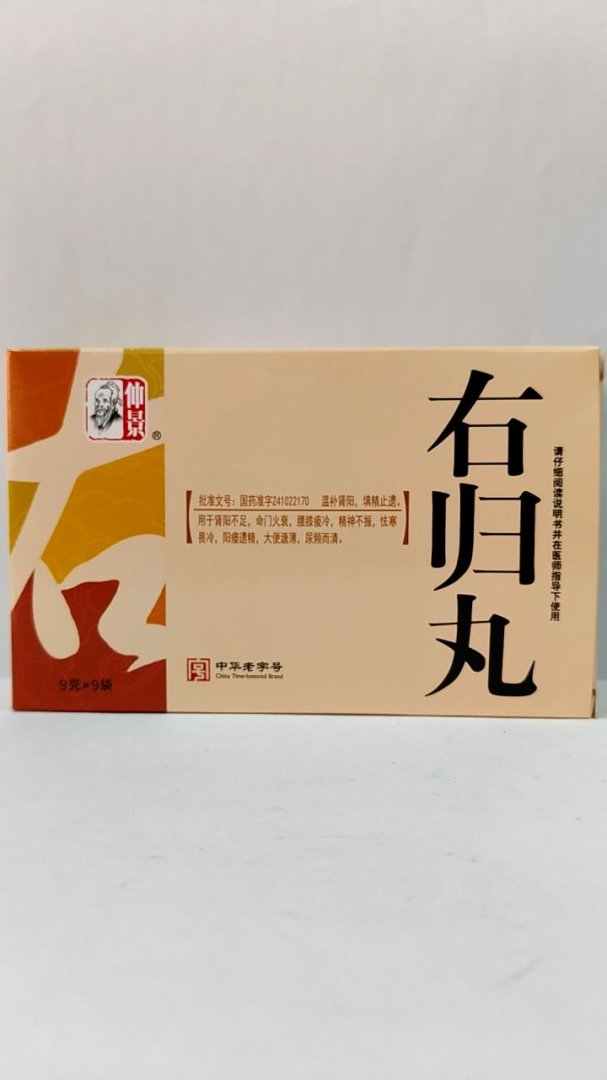 仲景
®
批准文号：国药准字Z41022170 温补肾阳，填精止遗。
用于肾阳不足，命门火衰，腰膝痠冷，精神不振，怯寒
畏冷，阳痿遗精，大便溏薄，尿频而清。
右归丸
请仔细阅读说明书并在医师指导下使用
右
9克×9袋
中华老字号
China Time-honored Brand